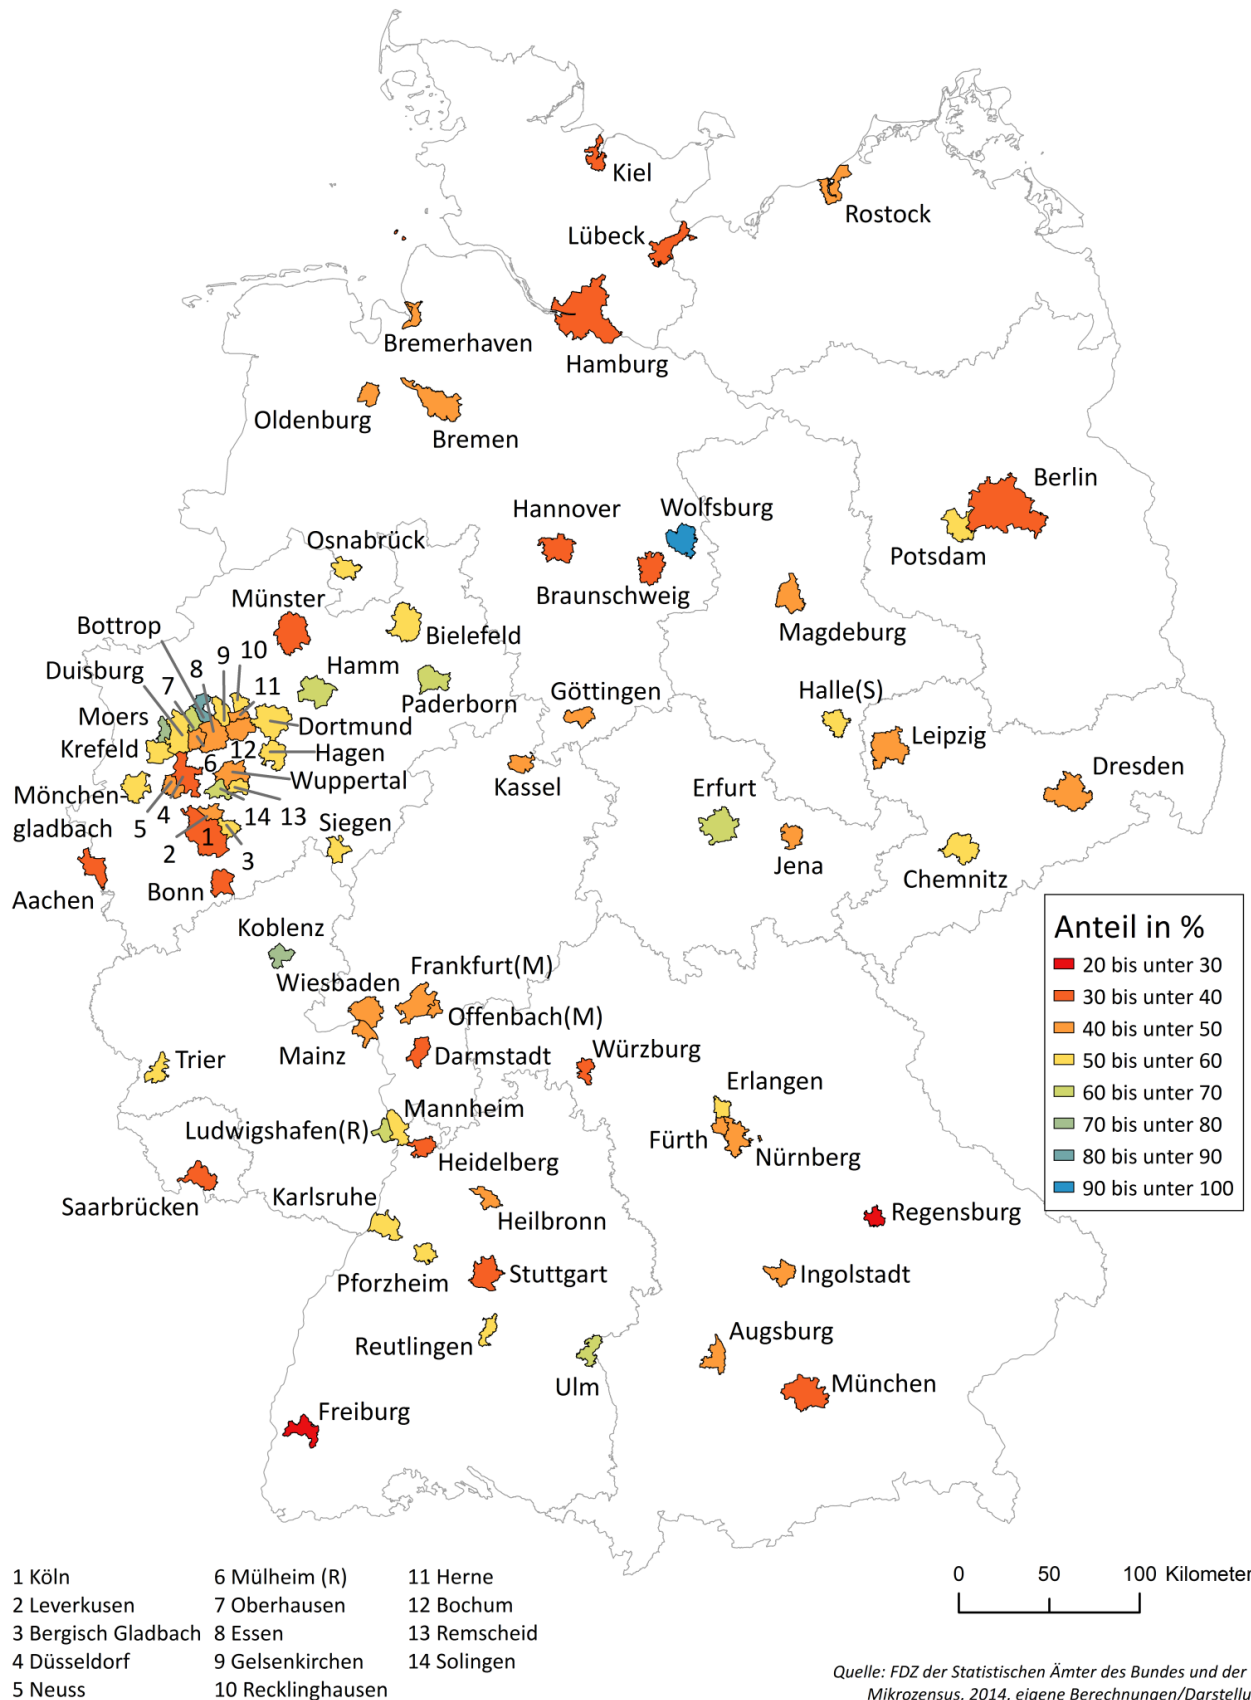 Kiel
Rostock
Lübeck
Bremerhaven
Hamburg
Oldenburg
Bremen
Berlin
Hannover
Wolfsburg
Osnabrück
Potsdam
Münster
Braunschweig
Bottrop
Bielefeld
Magdeburg
9 10
Duisburg
8
Hamm
7
11
Paderborn
Göttingen
Halle(S)
Moers
Dortmund
Leipzig
Krefeld
6 12
Hagen
Wuppertal
Kassel
Erfurt
Dresden
Mönchen-
gladbach
5 4 14 13
Siegen
1
2 3
Jena
Chemnitz
Aachen
Bonn
Koblenz
Frankfurt(M)
Wiesbaden
Offenbach(M)
Mainz
Darmstadt
Würzburg
Trier
Erlangen
Mannheim
Ludwigshafen(R)
Fürth
Nürnberg
Heidelberg
Saarbrücken
Karlsruhe
Heilbronn
Regensburg
Pforzheim
Stuttgart
Ingolstadt
Reutlingen
Augsburg
Ulm
München
Freiburg
Anteil in %
20 bis unter 30
30 bis unter 40
40 bis unter 50
50 bis unter 60
60 bis unter 70
70 bis unter 80
80 bis unter 90
90 bis unter 100
1 Köln
2 Leverkusen
3 Bergisch Gladbach
4 Düsseldorf
5 Neuss
6 Mülheim (R)
7 Oberhausen
8 Essen
9 Gelsenkirchen
10 Recklinghausen
11 Herne
12 Bochum
13 Remscheid
14 Solingen
0 50 100 Kilometer
Quelle: FDZ der Statistischen Ämter des Bundes und der
Mikrozensus, 2014, eigene Berechnungen/Darstellu